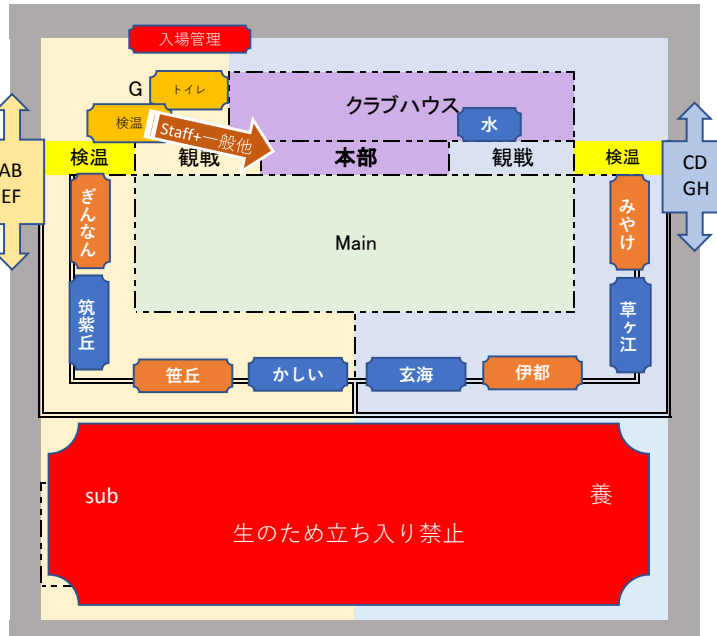 入場管理
G
トイレ
クラブハウス
検温
Staff+一般他
水
検温
観戦
本部
観戦
検温
AB
EF
CD
GH
ぎんなん
みやけ
Main
筑紫丘
草ヶ江
笹丘
かしい
玄海
伊都
sub
養
生のため立ち入り禁止